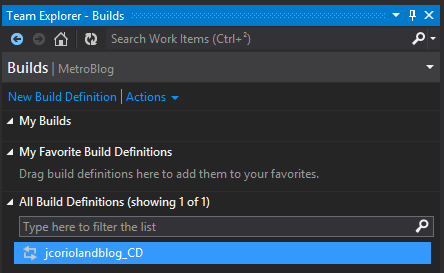 Team Explorer - Builds
Search Work Items (Ctrl+²)
Builds | MetroBlog
New Build Definition | Actions
My Builds
My Favorite Build Definitions
Drag build definitions here to add them to your favorites.
All Build Definitions (showing 1 of 1)
Type here to filter the list
jcoriolandblog_CD